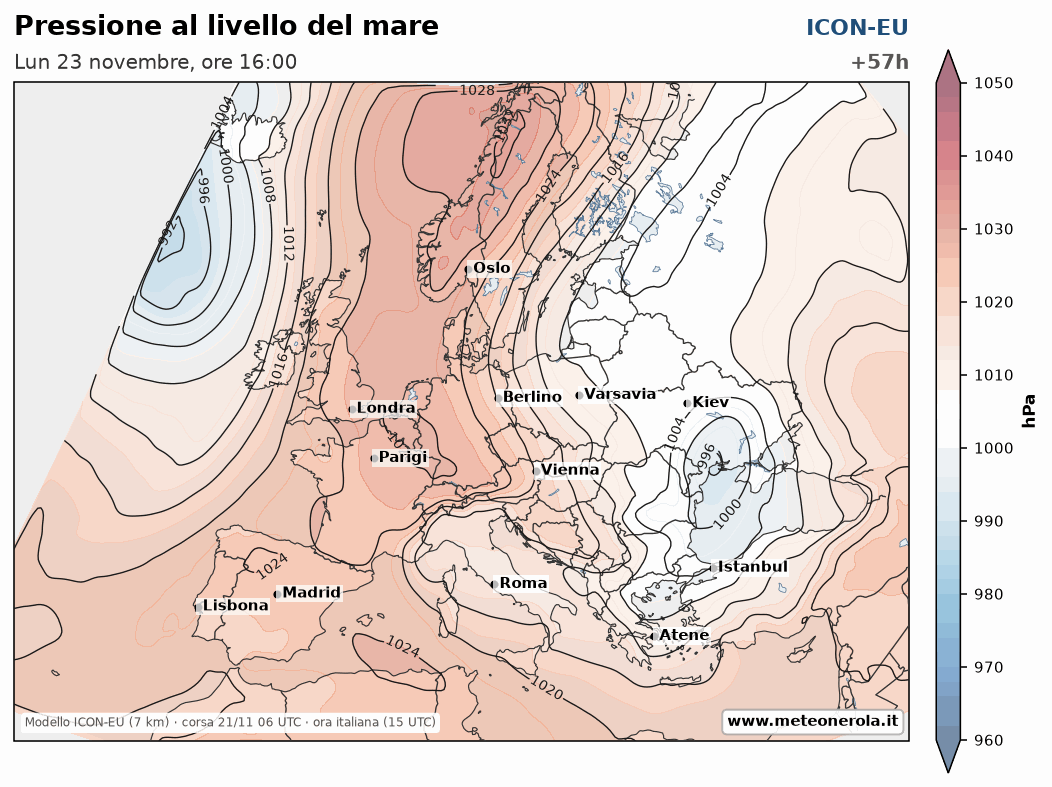 Pressione al livello del mare
ICON-EU
Lun 23 novembre, ore 16:00
+57h
1028
1004
1000
996
992
1008
1012
1016
1024
1016
1004
Oslo
1016
Berlino
Varsavia
Kiev
Londra
Parigi
Vienna
1004
996
1000
1024
Madrid
Lisbona
Roma
Istanbul
Atene
1024
1020
Modello ICON-EU (7 km) · corsa 21/11 06 UTC · ora italiana (15 UTC)
www.meteonerola.it
1050
1040
1030
1020
1010
1000
990
980
970
960
hPa